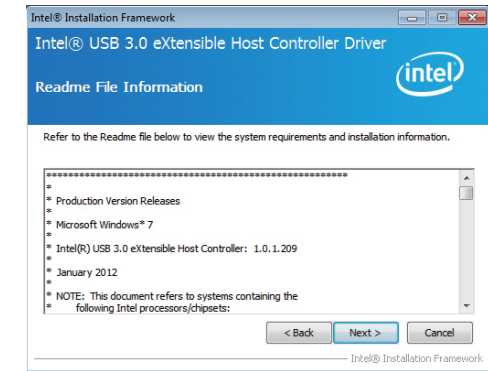 Intel® Installation Framework
Intel® USB 3.0 eXtensible Host Controller Driver
intel
Readme File Information
Refer to the Readme file below to view the system requirements and installation information.
*******************************************************
*
* Production Version Releases
*
* Microsoft Windows* 7
*
* Intel(R) USB 3.0 eXtensible Host Controller: 1.0.1.209
*
* January 2012
*
* NOTE: This document refers to systems containing the
* following Intel processors/chipsets:
< Back Next > Cancel
Intel® Installation Framework